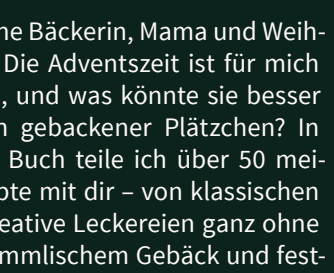 ne Bäckerin, Mama und Weih-
Die Adventszeit ist für mich
, und was könnte sie besser
n gebackener Plätzchen? In
Buch teile ich über 50 mei-
pte mit dir – von klassischen
eative Leckereien ganz ohne
mmlischem Gebäck und fest-